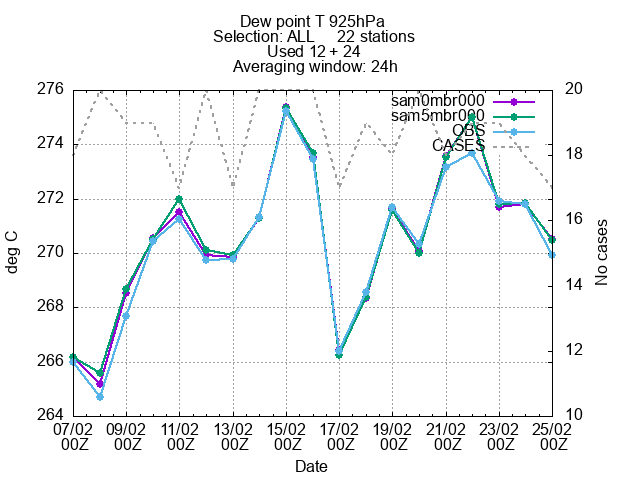 Dew point T 925hPa
Selection: ALL 22 stations
Used 12 + 24
Averaging window: 24h
276 20
sam0mbr000
sam5mbr000
OBS
CASES
274 18
272 16
270 14
268
266 12
264 10
deg C
No cases
07/02 09/02 11/02 13/02 15/02 17/02 19/02 21/02 23/02 25/02
00Z 00Z 00Z 00Z 00Z 00Z 00Z 00Z 00Z 00Z
Date